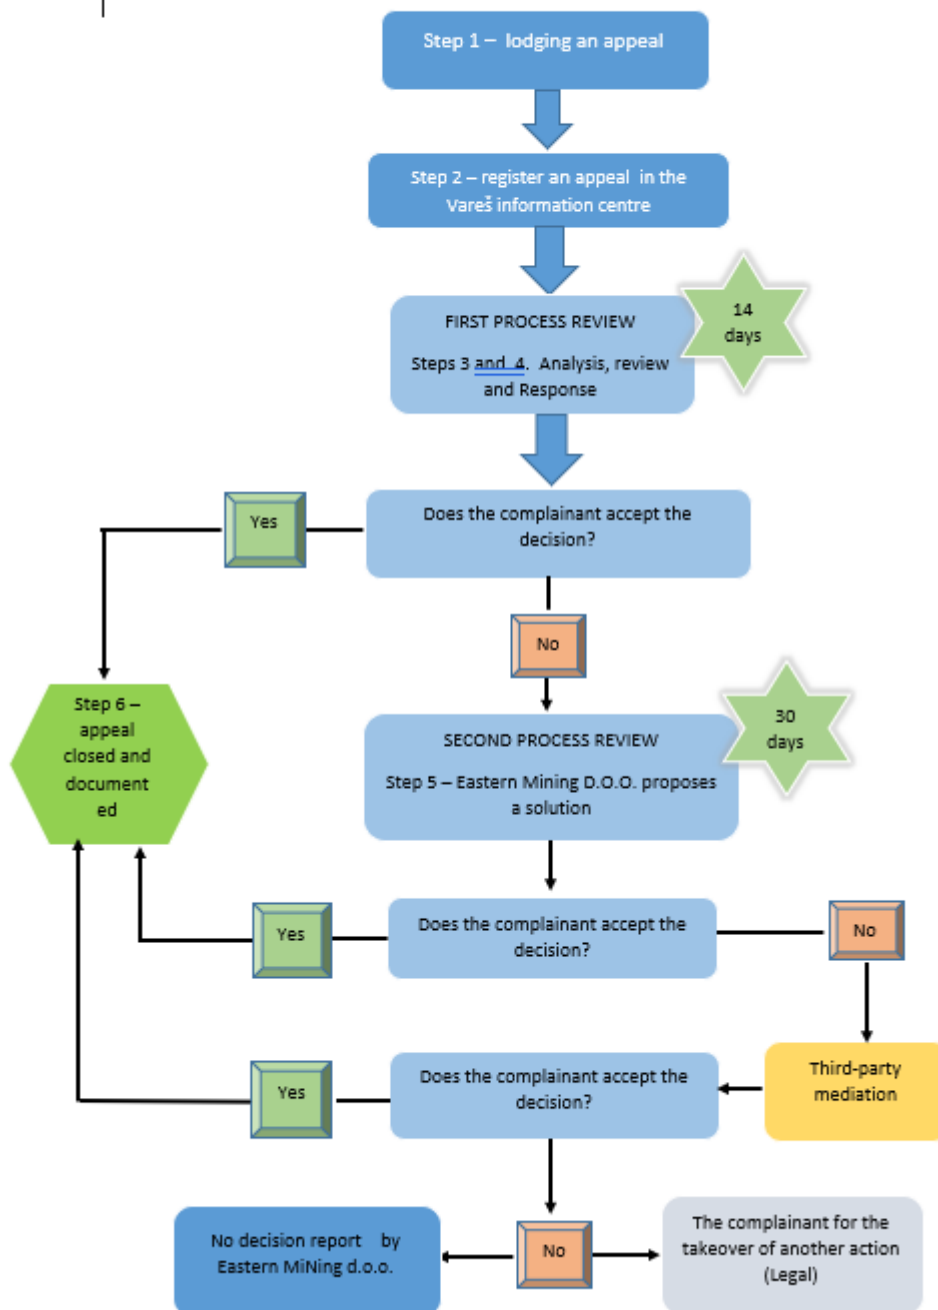 Step 1 – lodging an appeal
Step 2 – register an appeal in the
Vareš information centre
FIRST PROCESS REVIEW
Steps 3 and 4. Analysis, review
and Response
14
days
Does the complainant accept the
decision?
Yes
No
Step 6 –
appeal
closed and
document
ed
SECOND PROCESS REVIEW
Step 5 – Eastern Mining D.O.O. proposes
a solution
30
days
Does the complainant accept the
decision?
Yes
No
Third-party
mediation
Does the complainant accept the
decision?
Yes
No decision report by
Eastern MiNing d.o.o.
No
The complainant for the
takeover of another action
(Legal)